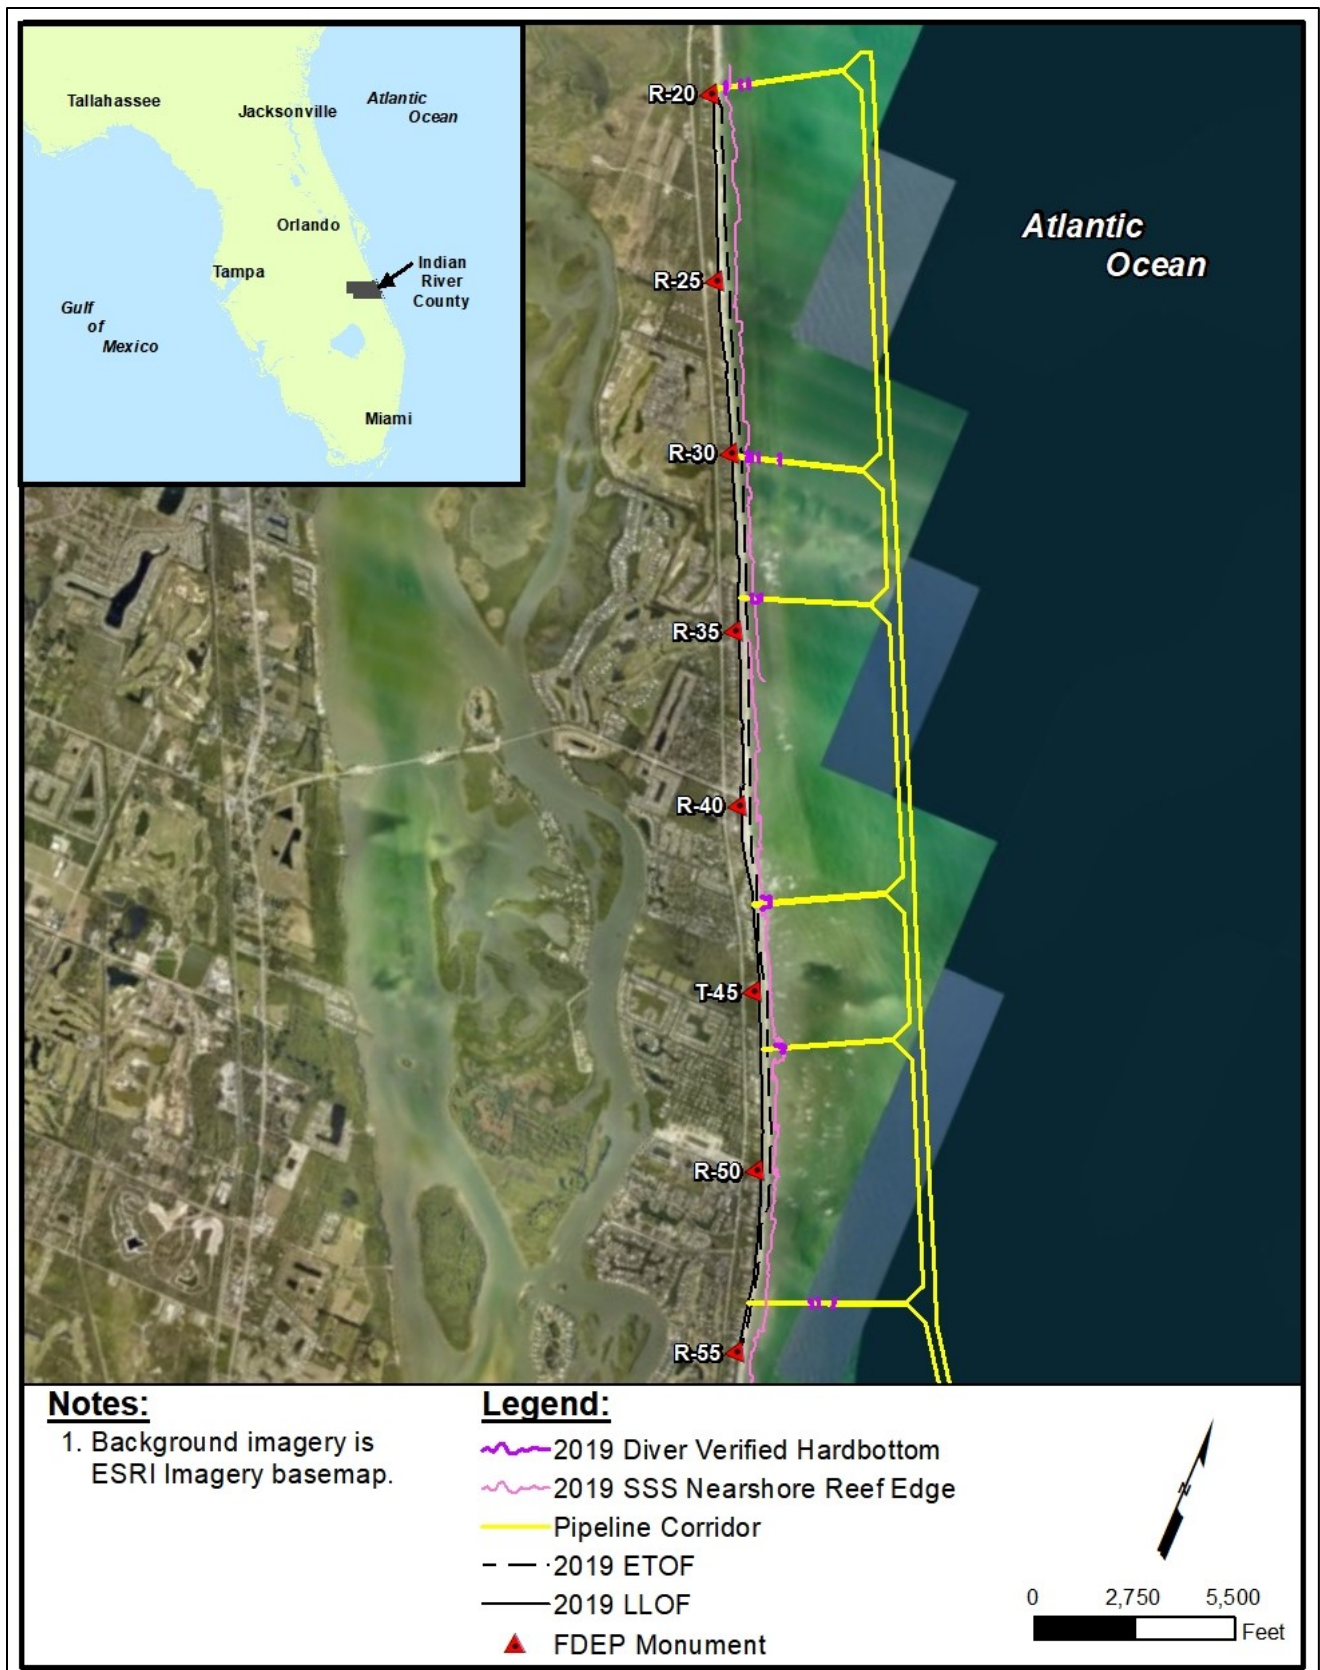 Tallahassee
Jacksonville
Atlantic
Ocean
Orlando
Tampa
Indian
River
County
Gulf
of
Mexico
Miami
R-20
Atlantic
Ocean
R-25
R-30
R-35
R-40
T-45
R-50
R-55
Notes:
1. Background imagery is
ESRI Imagery basemap.
Legend:
2019 Diver Verified Hardbottom
2019 SSS Nearshore Reef Edge
Pipeline Corridor
2019 ETOF
2019 LLOF
FDEP Monument
N
0 2,750 5,500
Feet